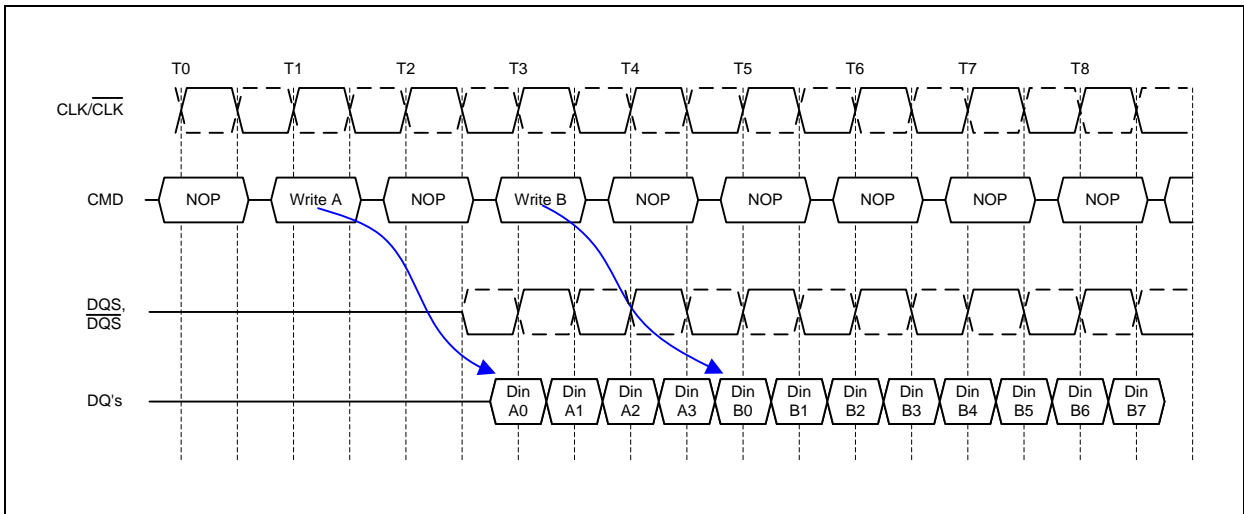 T0 T1 T2 T3 T4 T5 T6 T7 T8
CLK/CLK
CMD NOP Write A NOP Write B NOP NOP NOP NOP NOP
DQS,
DQS
DQ's
Din Din Din Din Din Din Din Din Din Din Din Din
A0 A1 A2 A3 B0 B1 B2 B3 B4 B5 B6 B7